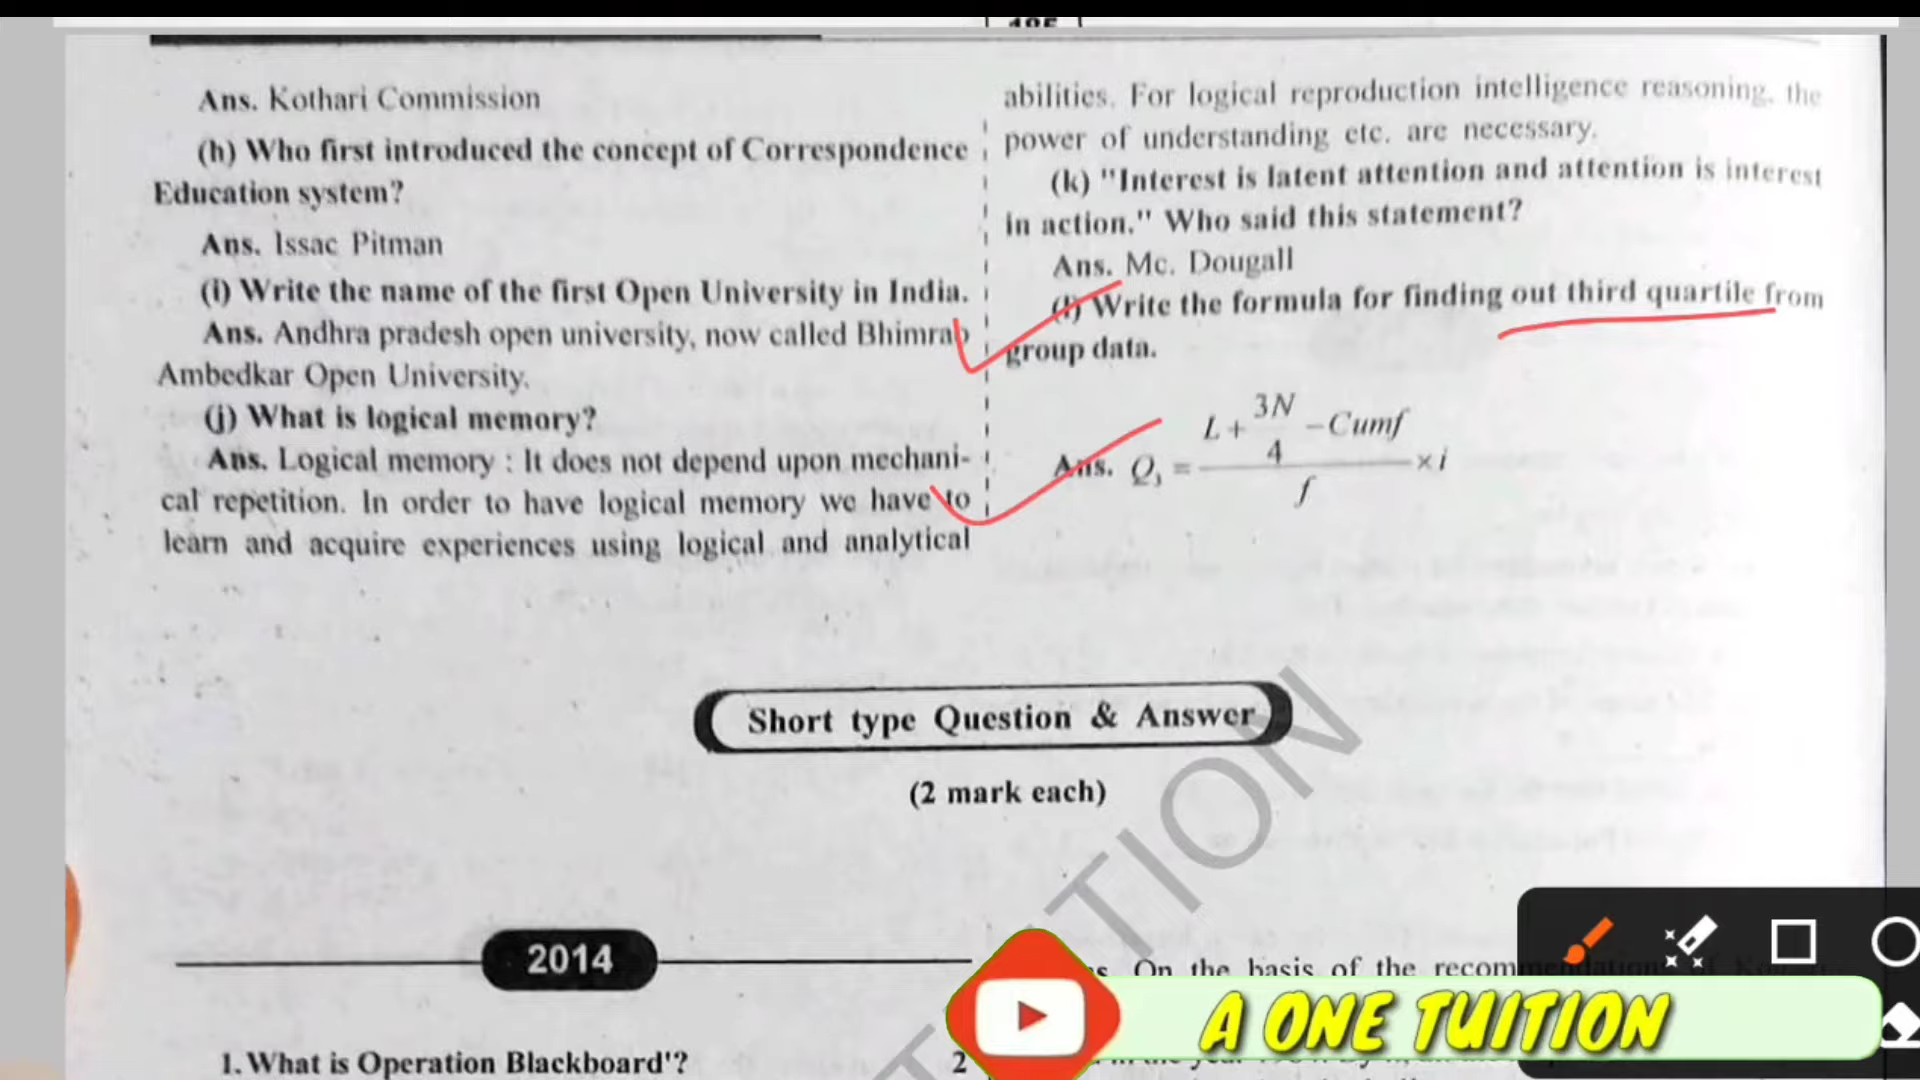 Ans. Kothari Commission
(h) Who first introduced the concept of Correspondence
Education system?
Ans. Issac Pitman
(i) Write the name of the first Open University in India.
Ans. Andhra pradesh open university, now called Bhimrab
Ambedkar Open University.
(j) What is logical memory?
Ans. Logical memory : It does not depend upon mechani-
cal repetition. In order to have logical memory we have to
learn and acquire experiences using logical and analytical
abilities. For logical reproduction intelligence reasoning, the
power of understanding etc. are necessary.
(k) "Interest is latent attention and attention is interest
in action." Who said this statement?
Ans. Mc. Dougall
(l) Write the formula for finding out third quartile from
group data.
Ans. Q₃ = (L + 3N/4 − Cumf)/f × i
Short type Question & Answer
(2 mark each)
2014
1. What is Operation Blackboard'? 2
On the basis of the
TION
A ONE TUITION